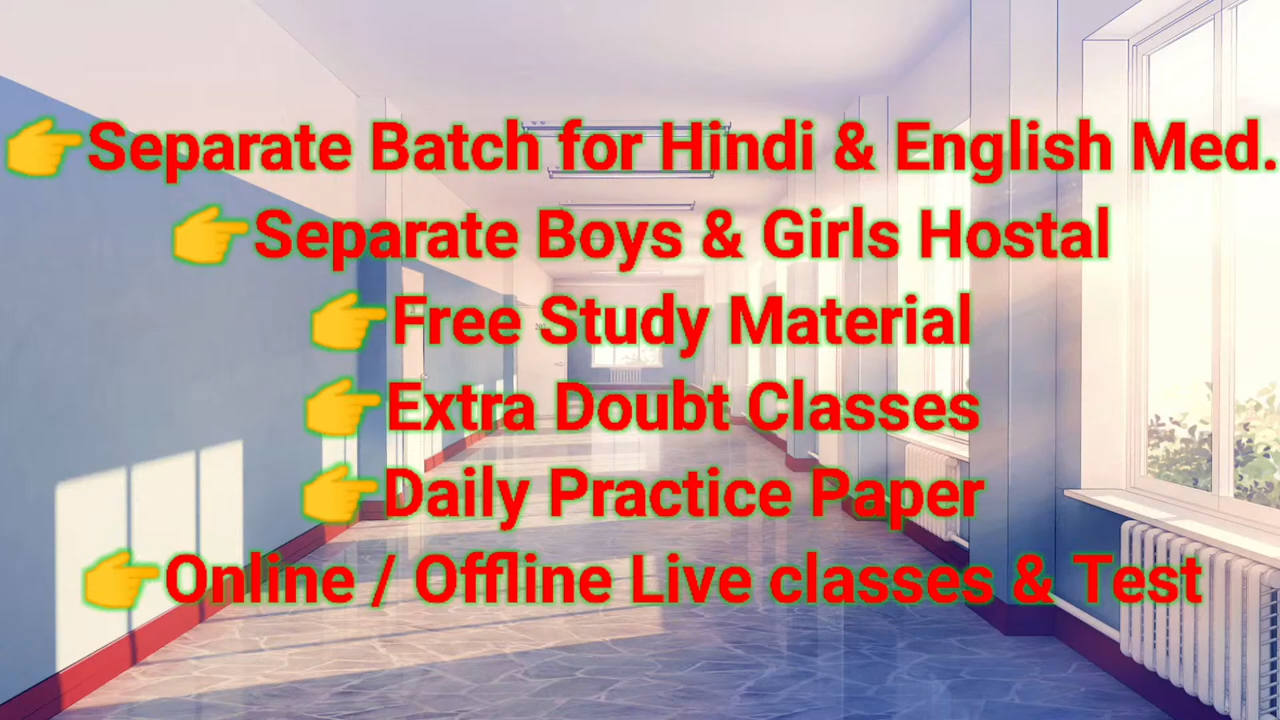 👉Separate Batch for Hindi & English Med.
👉Separate Boys & Girls Hostal
👉Free Study Material
👉Extra Doubt Classes
👉Daily Practice Paper
👉Online / Offline Live classes & Test